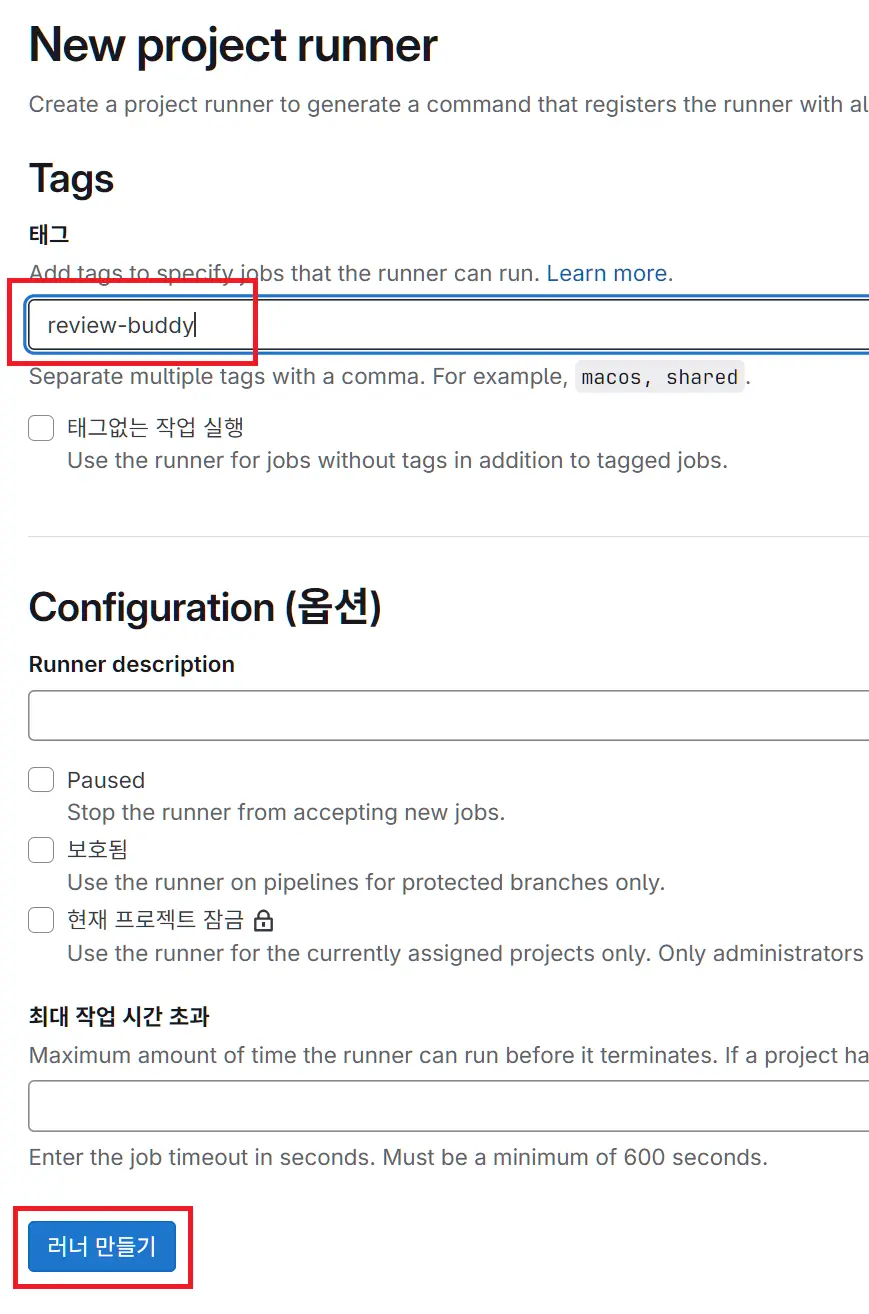 New project runner
Create a project runner to generate a command that registers the runner with al
Tags
태그
Add tags to specify jobs that the runner can run. Learn more.
review-buddy
Separate multiple tags with a comma. For example, macos, shared.
태그없는 작업 실행
Use the runner for jobs without tags in addition to tagged jobs.
Configuration (옵션)
Runner description
Paused
Stop the runner from accepting new jobs.
보호됨
Use the runner on pipelines for protected branches only.
현재 프로젝트 잠금
Use the runner for the currently assigned projects only. Only administrators
최대 작업 시간 초과
Maximum amount of time the runner can run before it terminates. If a project ha
Enter the job timeout in seconds. Must be a minimum of 600 seconds.
러너 만들기